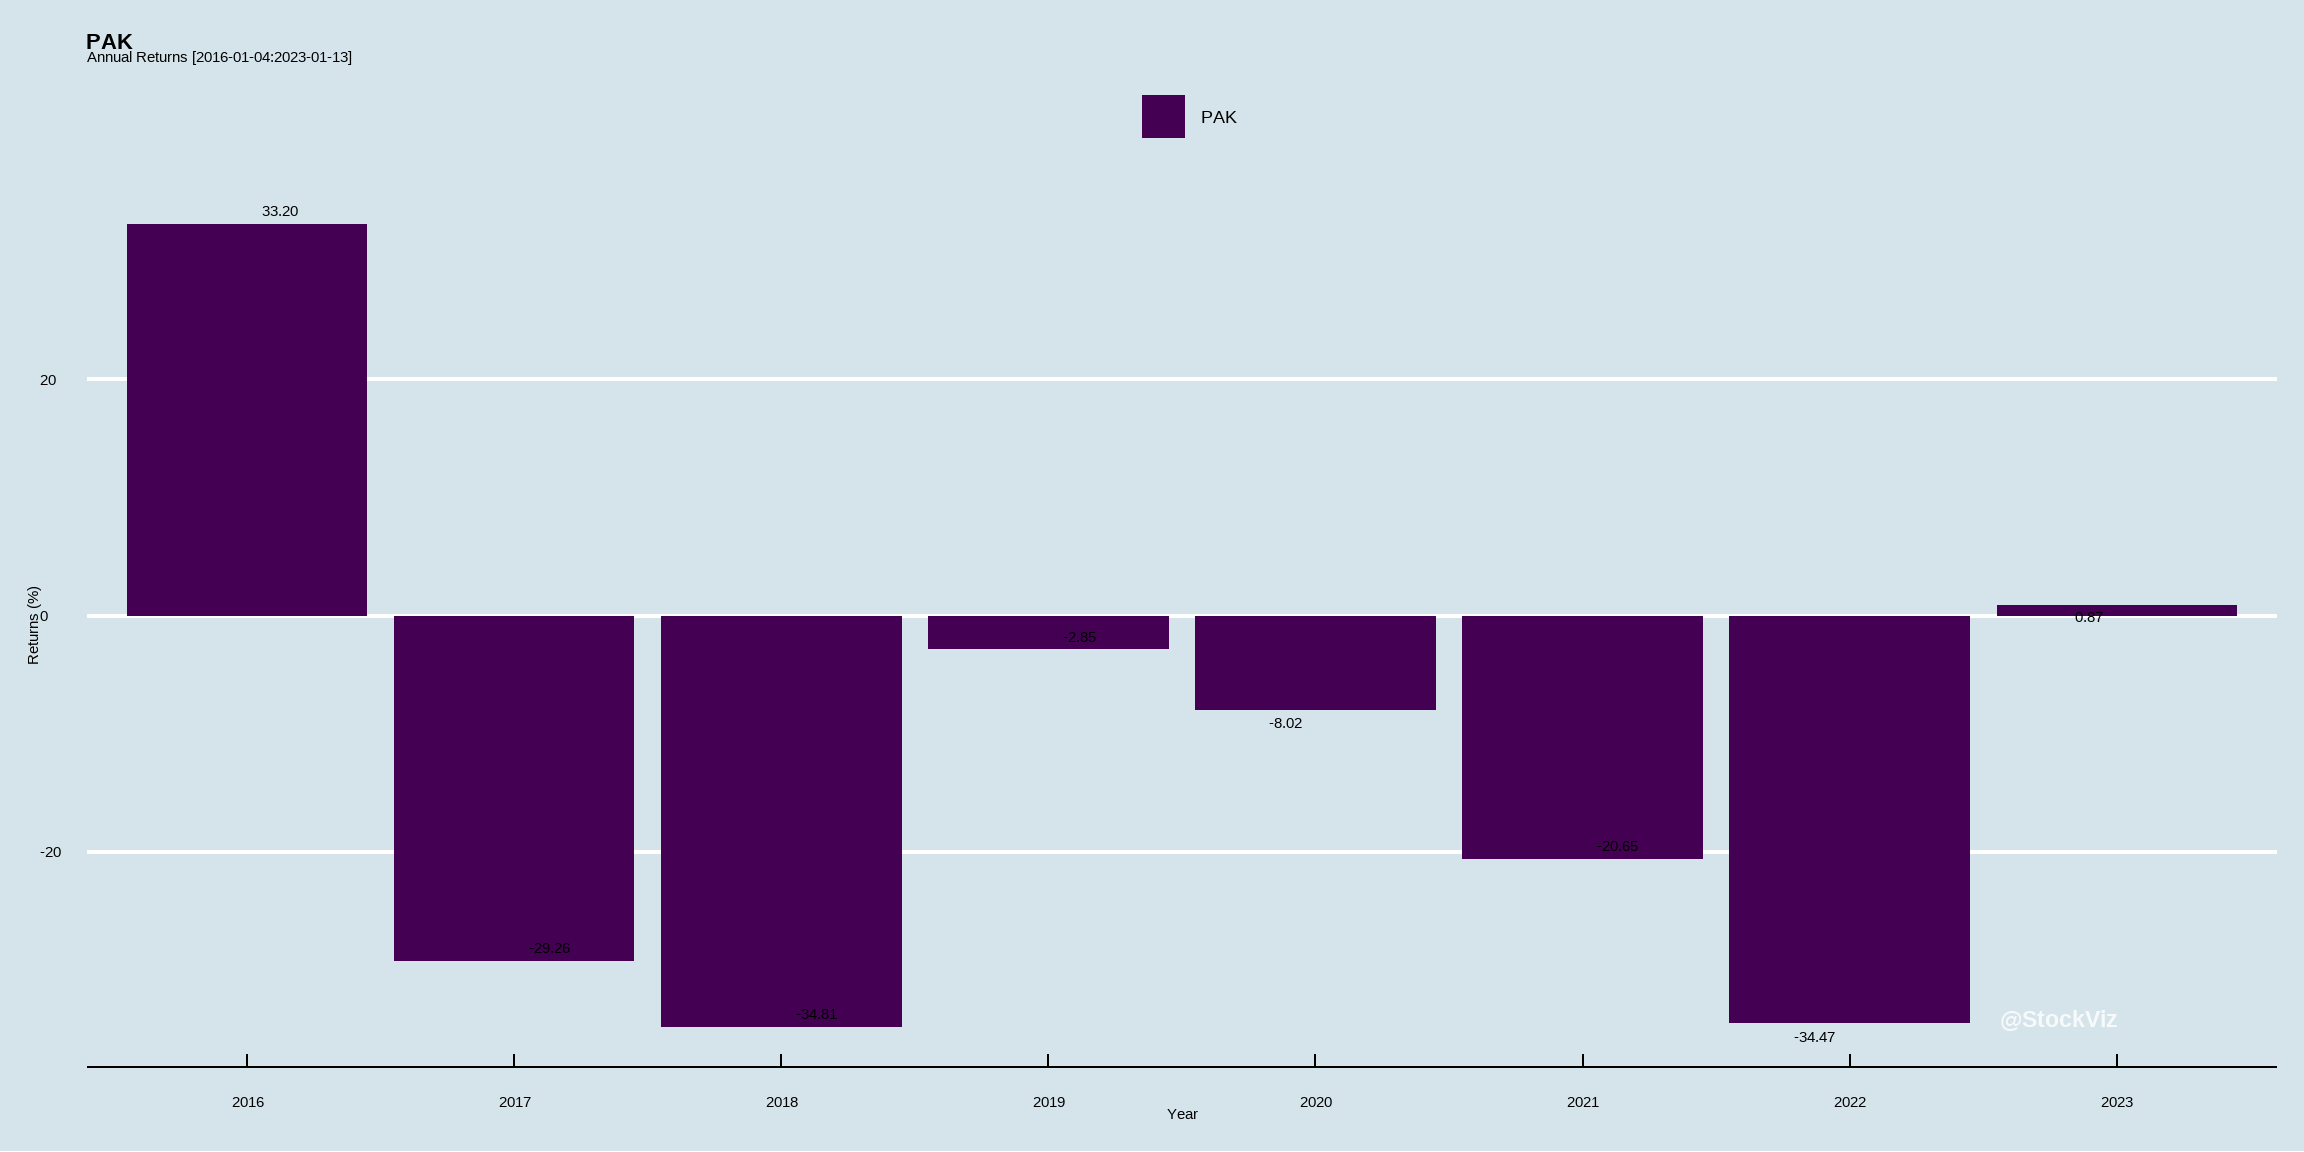 PAK
Annual Returns [2016-01-04:2023-01-13]
PAK
33.20
20
Returns (%)
0
0.87
-2.85
-8.02
-20
-20.65
-29.26
-34.81
@StockViz
-34.47
2016 2017 2018 2019 2020 2021 2022 2023
Year